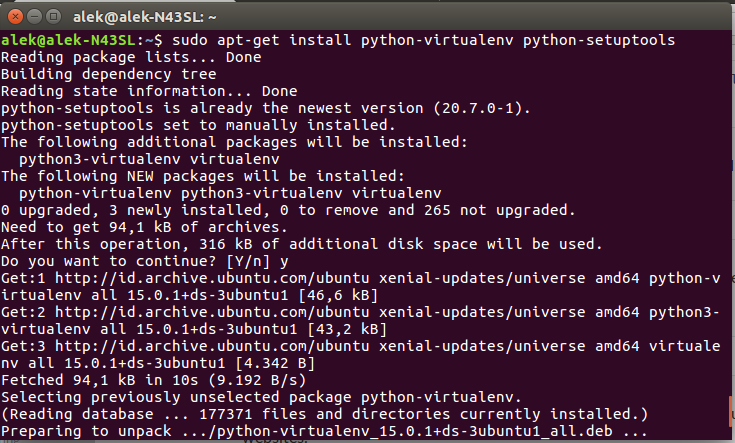 alek@alek-N43SL: ~
alek@alek-N43SL:~$ sudo apt-get install python-virtualenv python-setuptools
Reading package lists... Done
Building dependency tree
Reading state information... Done
python-setuptools is already the newest version (20.7.0-1).
python-setuptools set to manually installed.
The following additional packages will be installed:
  python3-virtualenv virtualenv
The following NEW packages will be installed:
  python-virtualenv python3-virtualenv virtualenv
0 upgraded, 3 newly installed, 0 to remove and 265 not upgraded.
Need to get 94,1 kB of archives.
After this operation, 316 kB of additional disk space will be used.
Do you want to continue? [Y/n] y
Get:1 http://id.archive.ubuntu.com/ubuntu xenial-updates/universe amd64 python-v
irtualenv all 15.0.1+ds-3ubuntu1 [46,6 kB]
Get:2 http://id.archive.ubuntu.com/ubuntu xenial-updates/universe amd64 python3-
virtualenv all 15.0.1+ds-3ubuntu1 [43,2 kB]
Get:3 http://id.archive.ubuntu.com/ubuntu xenial-updates/universe amd64 virtuale
nv all 15.0.1+ds-3ubuntu1 [4.342 B]
Fetched 94,1 kB in 10s (9.192 B/s)
Selecting previously unselected package python-virtualenv.
(Reading database ... 177371 files and directories currently installed.)
Preparing to unpack .../python-virtualenv_15.0.1+ds-3ubuntu1_all.deb ...